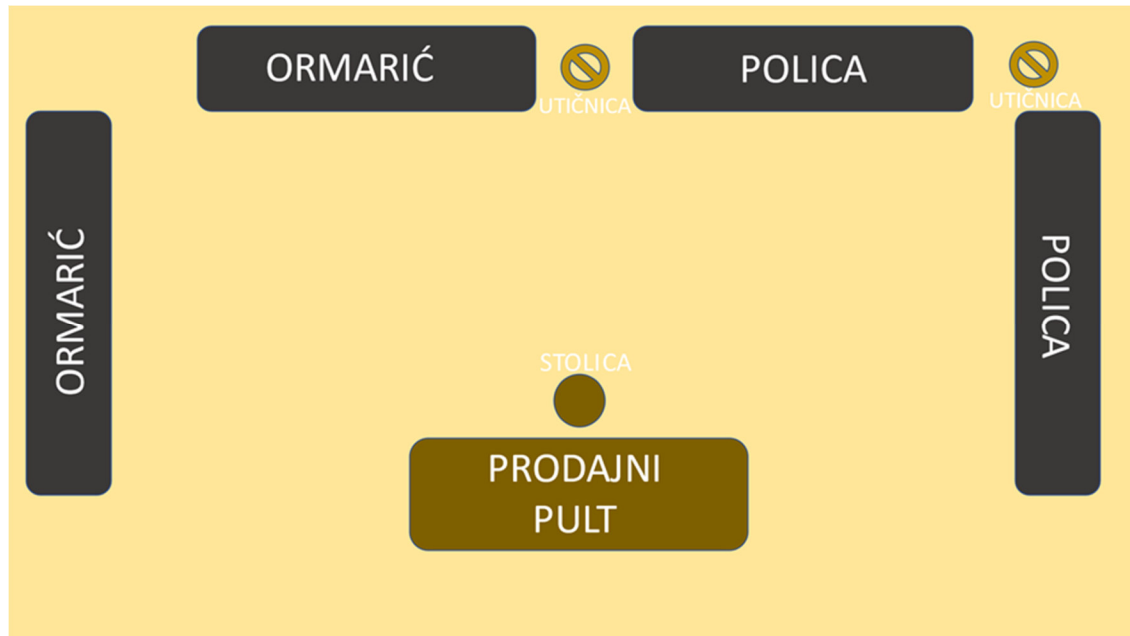 ORMARIĆ
POLICA
UTIČNICA
UTIČNICA
ORMARIĆ
POLICA
STOLICA
PRODAJNI
PULT